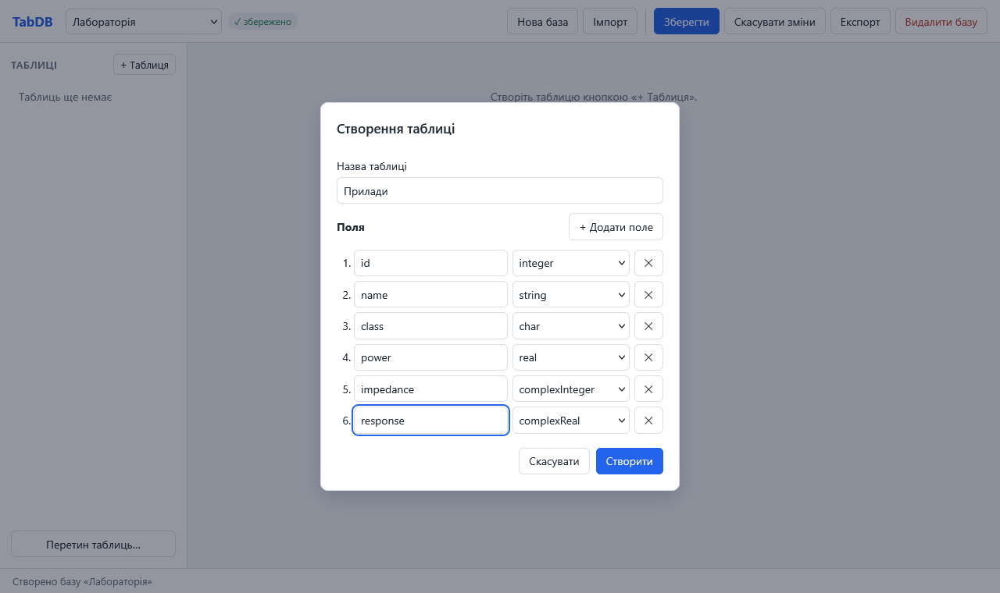 TabDB Лабораторія ✓ збережено Нова база Імпорт Зберегти Скасувати зміни Експорт Видалити базу
ТАБЛИЦІ + Таблиця
Таблиць ще немає
Створіть таблицю кнопкою «+ Таблиця».
Створення таблиці
Назва таблиці
Прилади
Поля + Додати поле
1. id integer ×
2. name string ×
3. class char ×
4. power real ×
5. impedance complexInteger ×
6. response complexReal ×
Скасувати Створити
Перетин таблиць...
Створено базу «Лабораторія»